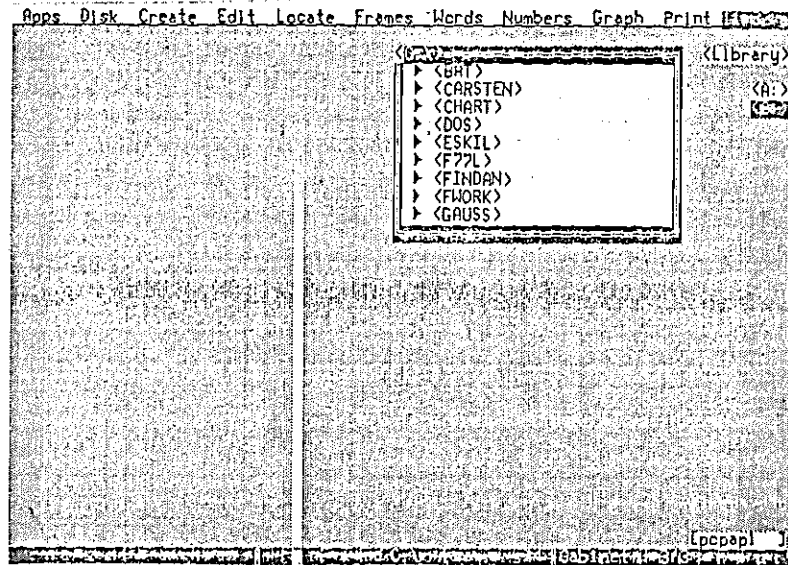 Apps Disk Create Edit Locate Frames Words Numbers Graph Print
<Library>
<BAT>
<CARSTEN>
<A:>
<CHART>
<DOS>
<ESKIL>
<F77L>
<FINDAN>
<FWORK>
<GAUSS>
[pcpap1 ]